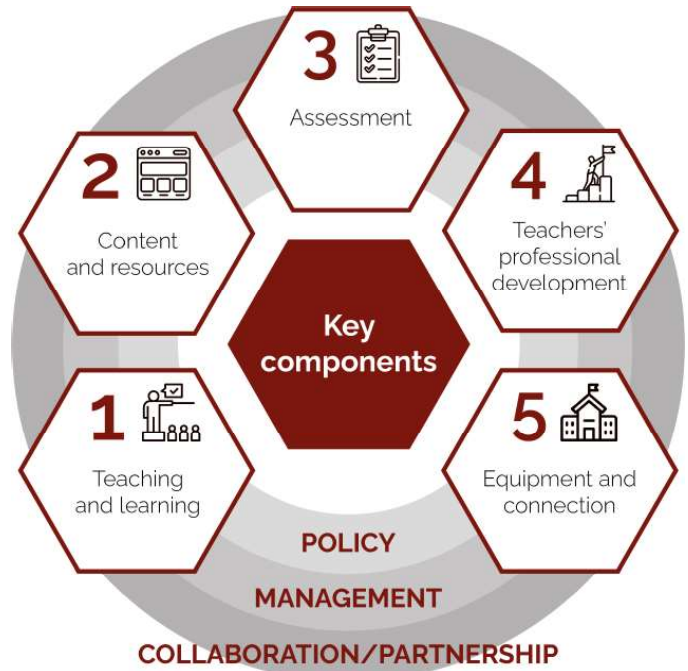 3
Assessment
2
Content
and resources
4
Teachers'
professional
development
Key
components
1
Teaching
and learning
5
Equipment and
connection
POLICY
MANAGEMENT
COLLABORATION/PARTNERSHIP